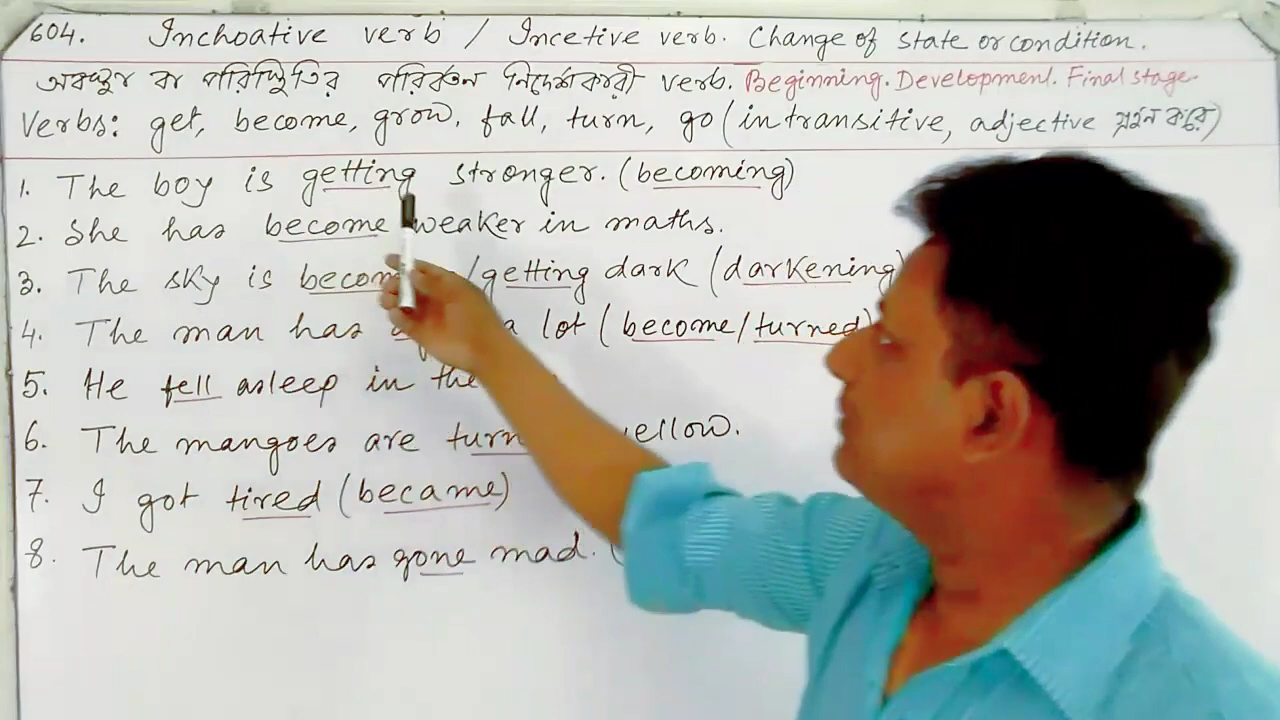 604. Inchoative verb / Incetive verb. Change of state or condition.
অবস্থার বা পরিস্থিতির পরিবর্তন নির্দেশকারী verb. Beginning. Development. Final stage.
Verbs: get, become, grow, fall, turn, go (intransitive, adjective গ্রহন করে)
1. The boy is getting stronger. (becoming)
2. She has become weaker in maths.
3. The sky is /getting dark (darkening)
4. The man has a lot (become/turned)
5. He fell asleep in the
6. The mangoes are yellow.
7. I got tired (became)
8. The man has gone mad. (